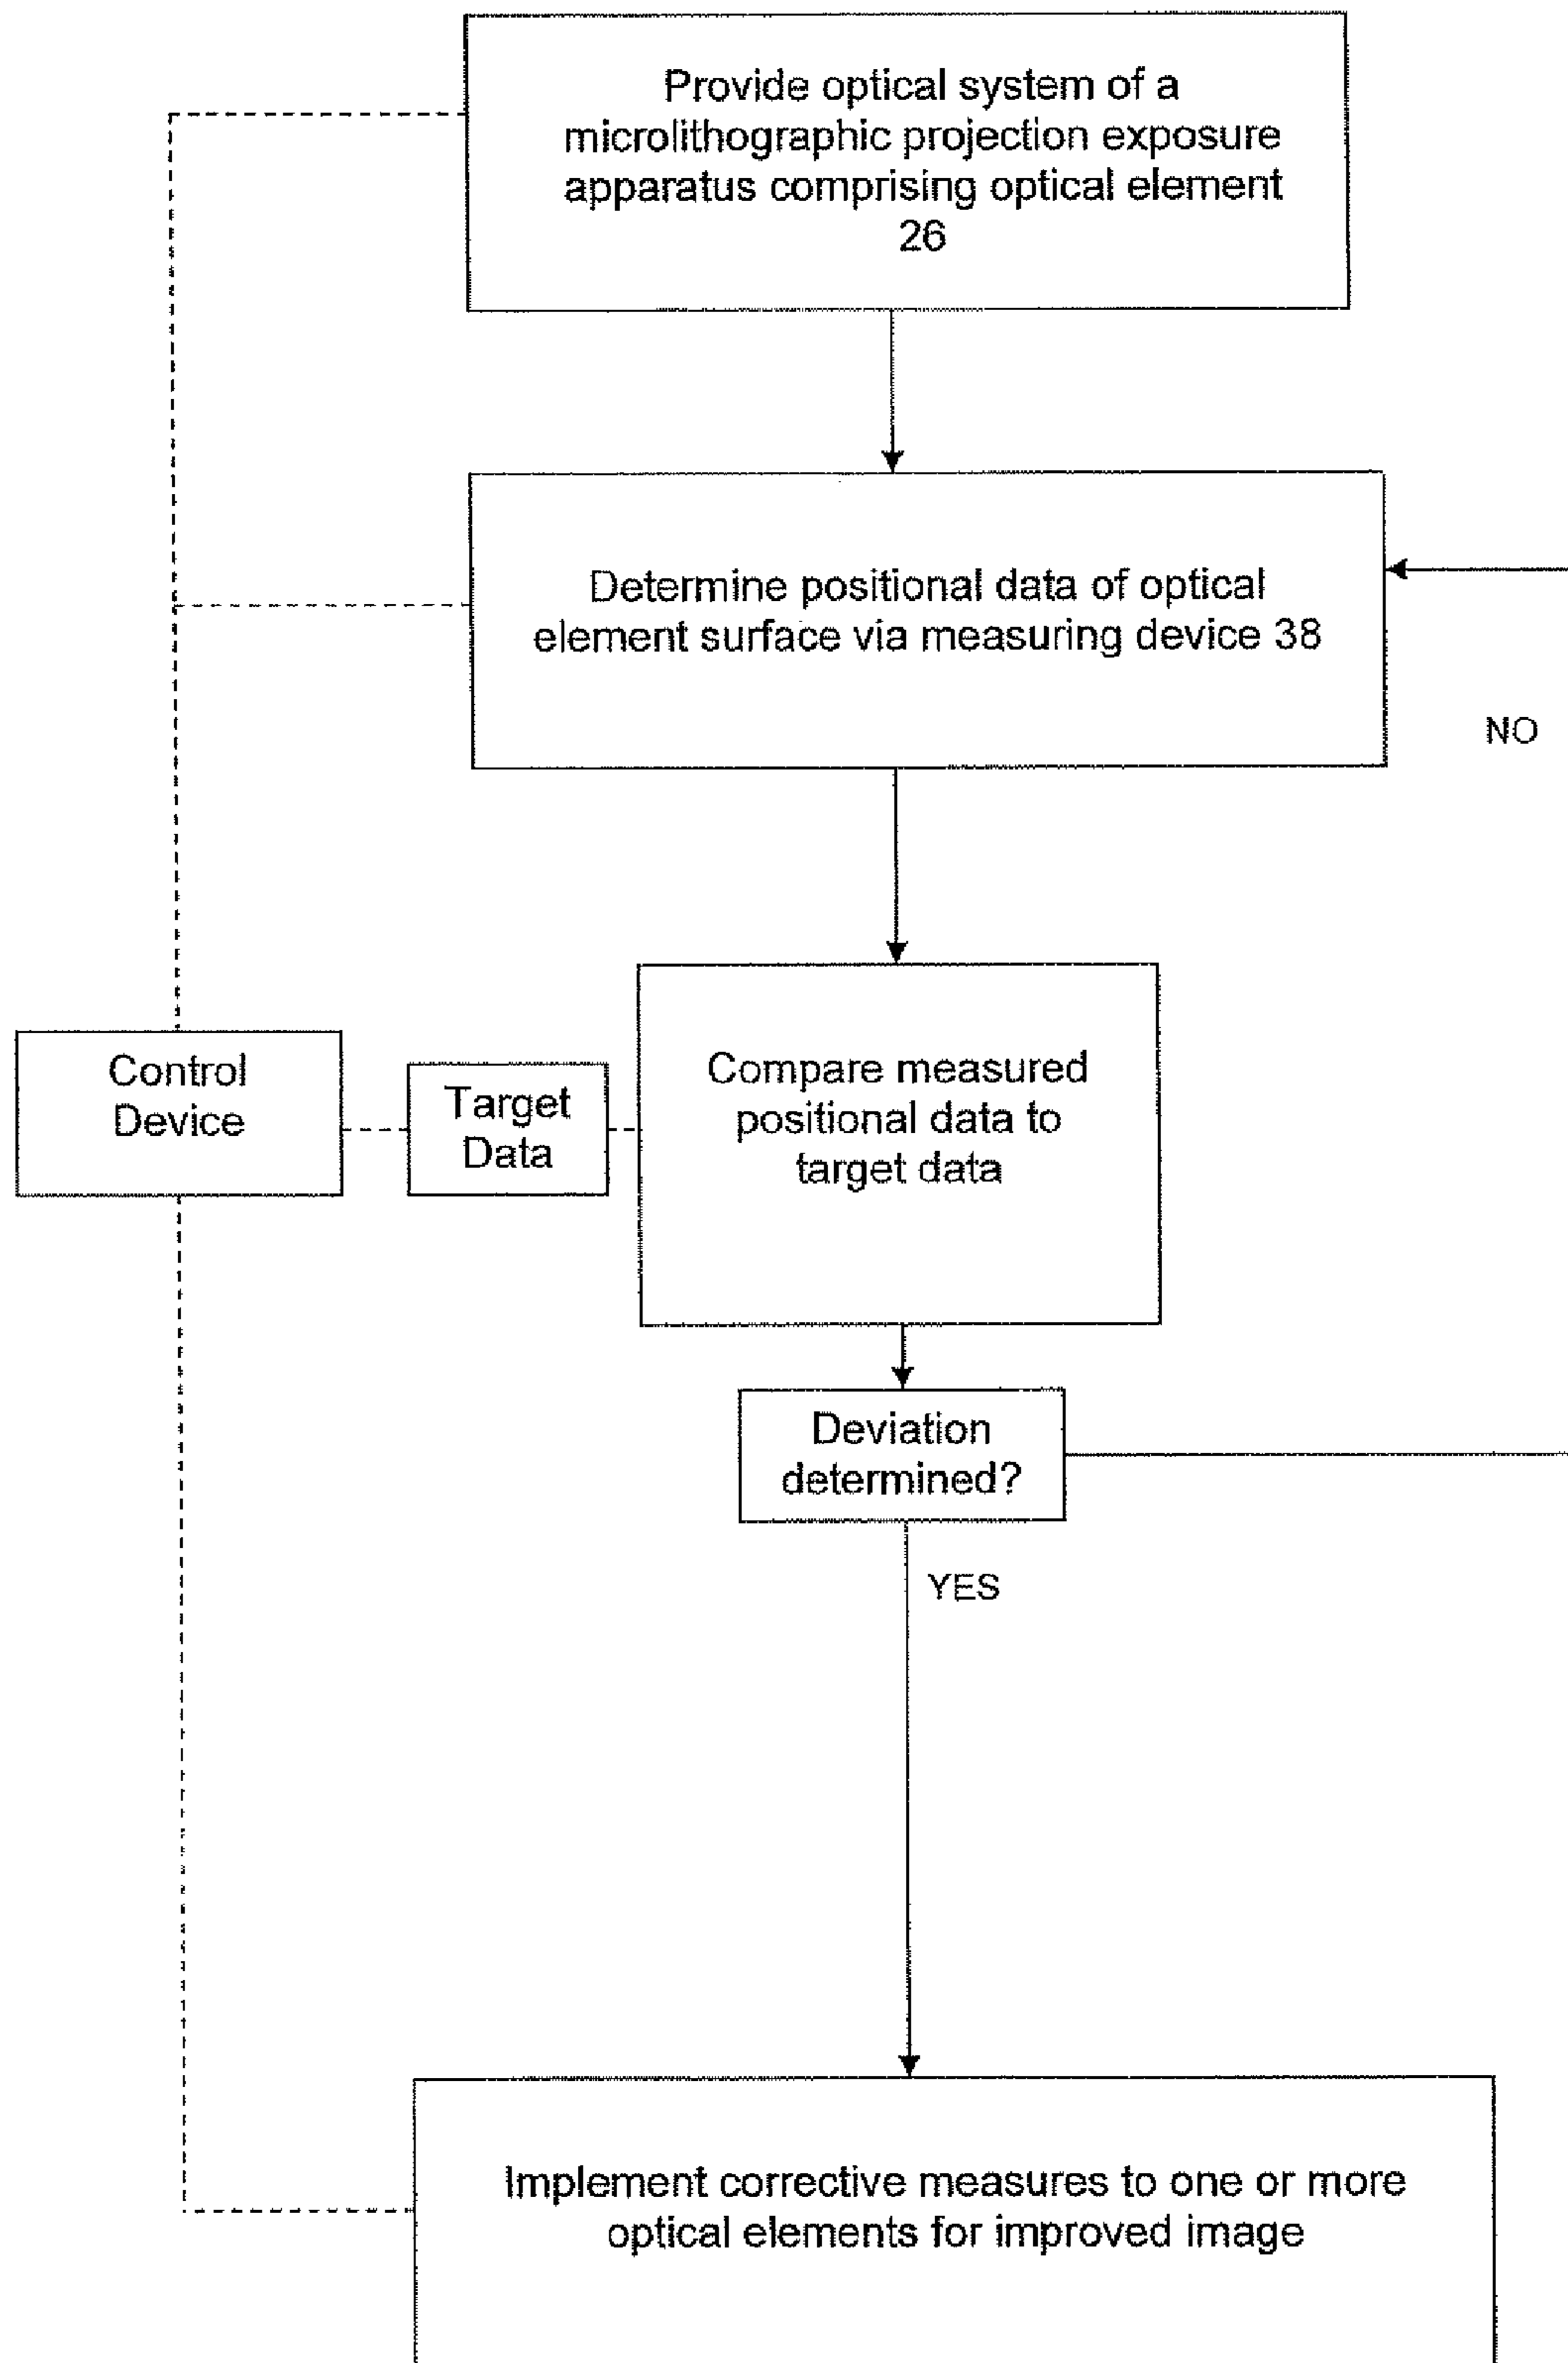 Provide optical system of a
microlithographic projection exposure
apparatus comprising optical element
26
Determine positional data of optical
element surface via measuring device 38
NO
Control
Device
Target
Data
Compare measured
positional data to
target data
Deviation
determined?
YES
Implement corrective measures to one or more
optical elements for improved image